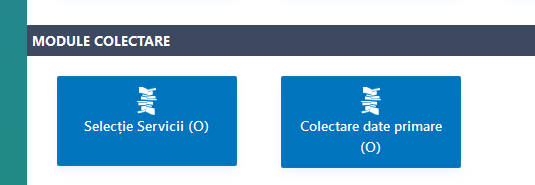 MODULE COLECTARE
Selecție Servicii (O)
Colectare date primare
(O)